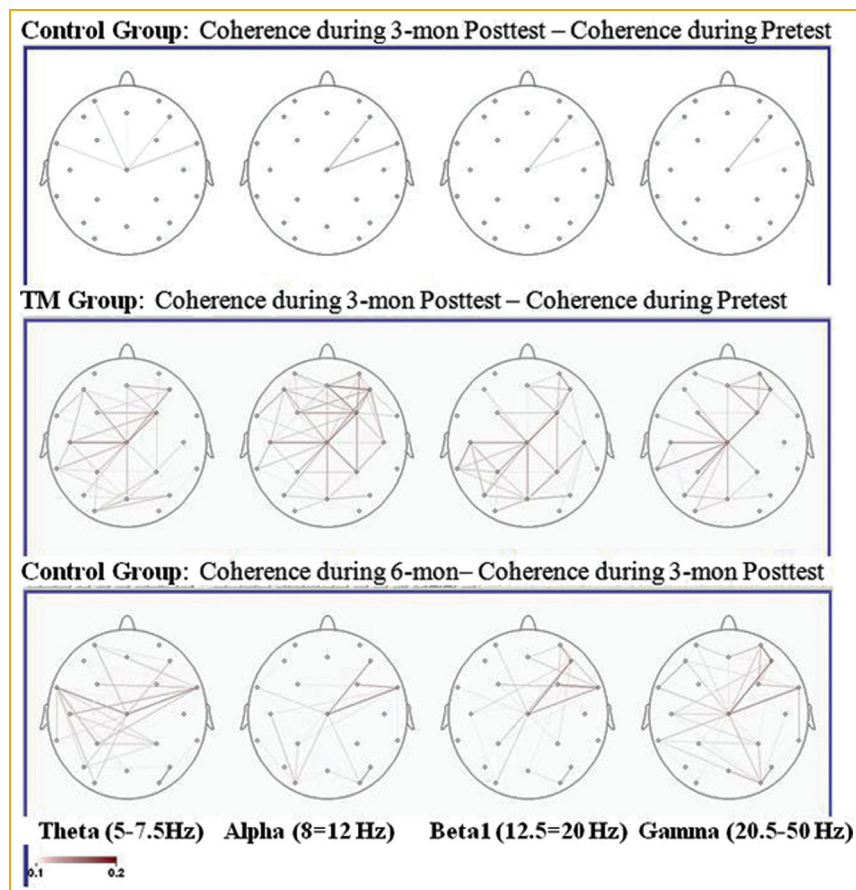 Control Group: Coherence during 3-mon Posttest – Coherence during Pretest
TM Group: Coherence during 3-mon Posttest – Coherence during Pretest
Control Group: Coherence during 6-mon– Coherence during 3-mon Posttest
Theta (5-7.5Hz) Alpha (8=12 Hz) Beta1 (12.5=20 Hz) Gamma (20.5-50 Hz)
0.1 0.2